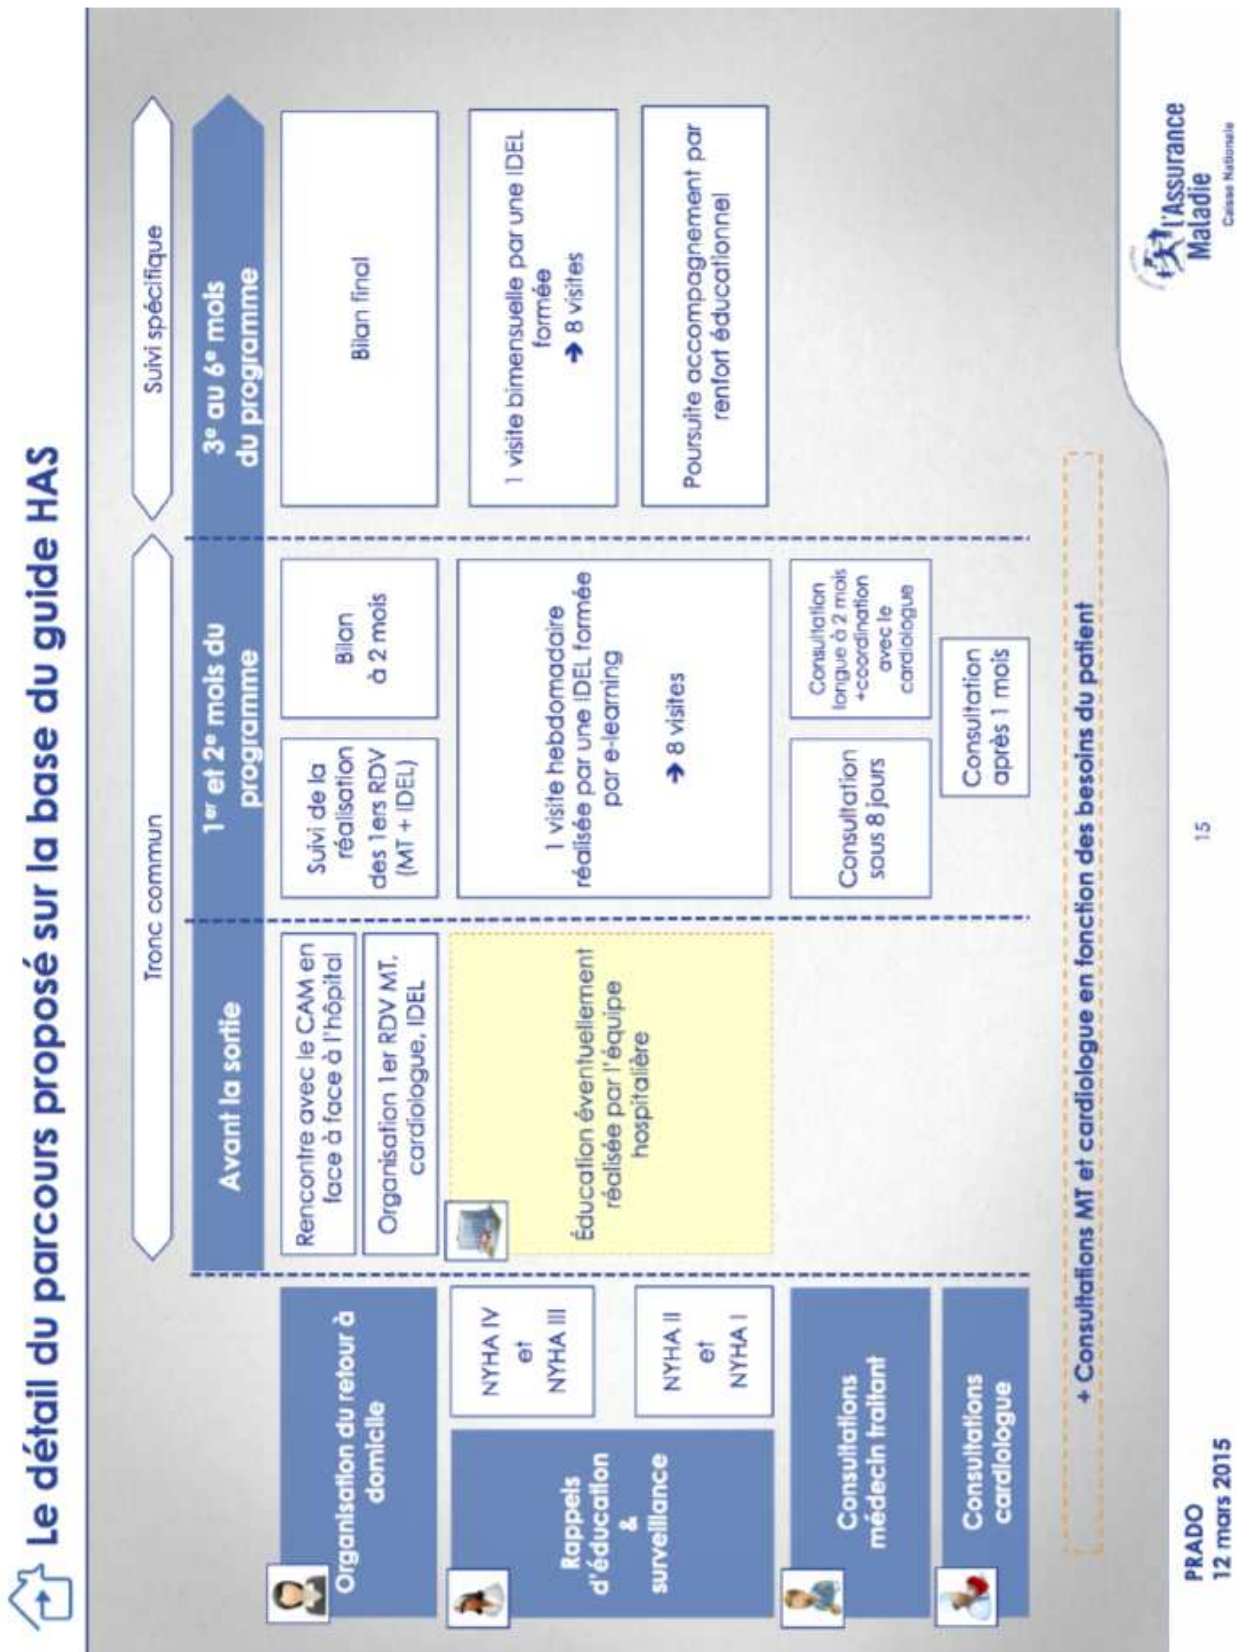 Le détail du parcours proposé sur la base du guide HAS
Tronc commun
Suivi spécifique
Avant la sortie
1er et 2e mois du
programme
3e au 6e mois
du programme
Organisation du retour à
domicile
Rencontre avec le CAM en
face à face à l'hôpital
Organisation 1er RDV MT,
cardiologue, IDEL
Suivi de la
réalisation
des 1ers RDV
(MT + IDEL)
Bilan
à 2 mois
Bilan final
Rappels
d'éducation
&
surveillance
NYHA IV
et
NYHA III
NYHA II
et
NYHA I
Éducation éventuellement
réalisée par l'équipe
hospitalière
1 visite hebdomadaire
réalisée par une IDEL formée
par e-learning
→ 8 visites
1 visite bimensuelle par une IDEL
formée
→ 8 visites
Poursuite accompagnement par
renfort éducationnel
Consultations
médecin traitant
Consultation
sous 8 jours
Consultation
longue à 2 mois
+coordination
avec le
cardiologue
Consultations
cardiologue
Consultation
après 1 mois
+ Consultations MT et cardiologue en fonction des besoins du patient
PRADO
12 mars 2015
15
l'Assurance
Maladie
Caisse Nationale